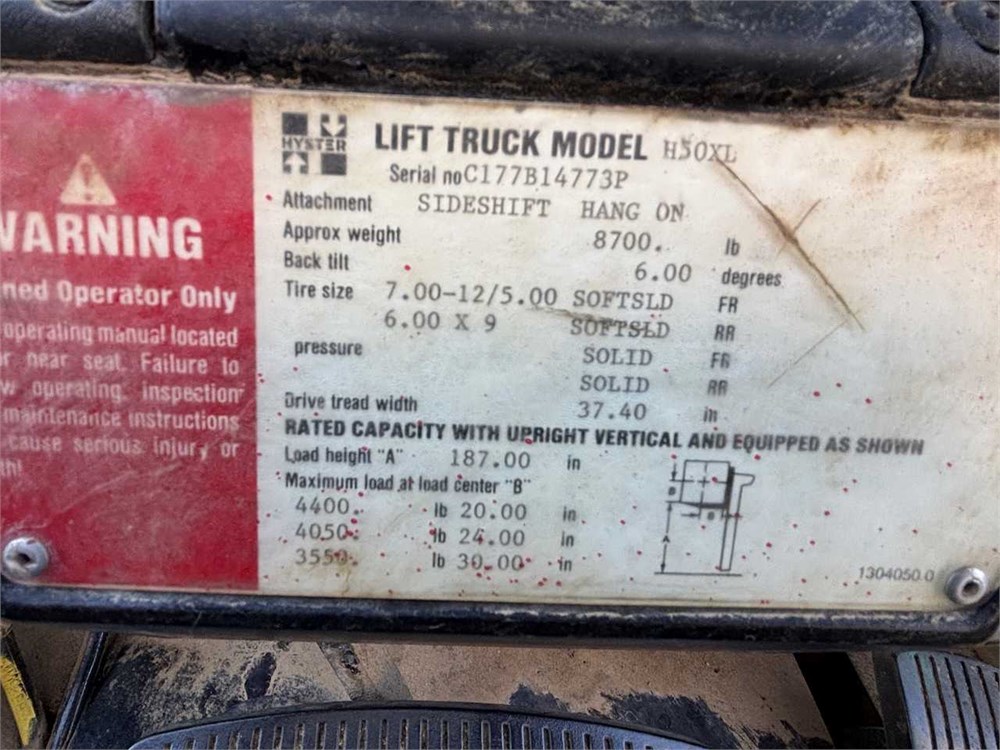 WARNING
ned Operator Only
operating manual located
r near seat. Failure to
w operating, inspection
maintenance instructions
cause serious injury or
th!
HYSTER
LIFT TRUCK MODEL H50XL
Serial no C177B14773P
Attachment SIDESHIFT HANG ON
Approx weight 8700. lb
Back tilt 6.00 degrees
Tire size 7.00-12/5.00 SOFTSLD FR
6.00 X 9 SOFTSLD RR
pressure SOLID FR
SOLID RR
Drive tread width 37.40 in
RATED CAPACITY WITH UPRIGHT VERTICAL AND EQUIPPED AS SHOWN
Load height "A" 187.00 in
Maximum load at load center "B"
4400. lb 20.00 in
4050. lb 24.00 in
3550. lb 30.00 in
B
B
A
1304050 0